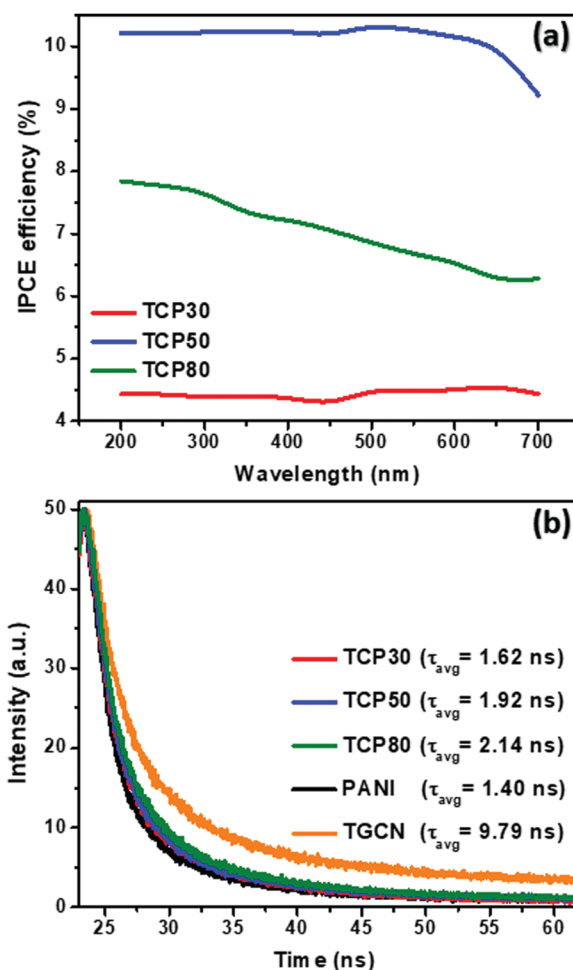 (a)
10
9
8
7
6
5
4
IPCE efficiency (%)
TCP30
TCP50
TCP80
200 300 400 500 600 700
Wavelength (nm)
(b)
50
40
30
20
10
0
Intensity (a.u.)
TCP30 (τavg= 1.62 ns)
TCP50 (τavg= 1.92 ns)
TCP80 (τavg= 2.14 ns)
PANI (τavg= 1.40 ns)
TGCN (τavg= 9.79 ns)
25 30 35 40 45 50 55 60
Time (ns)